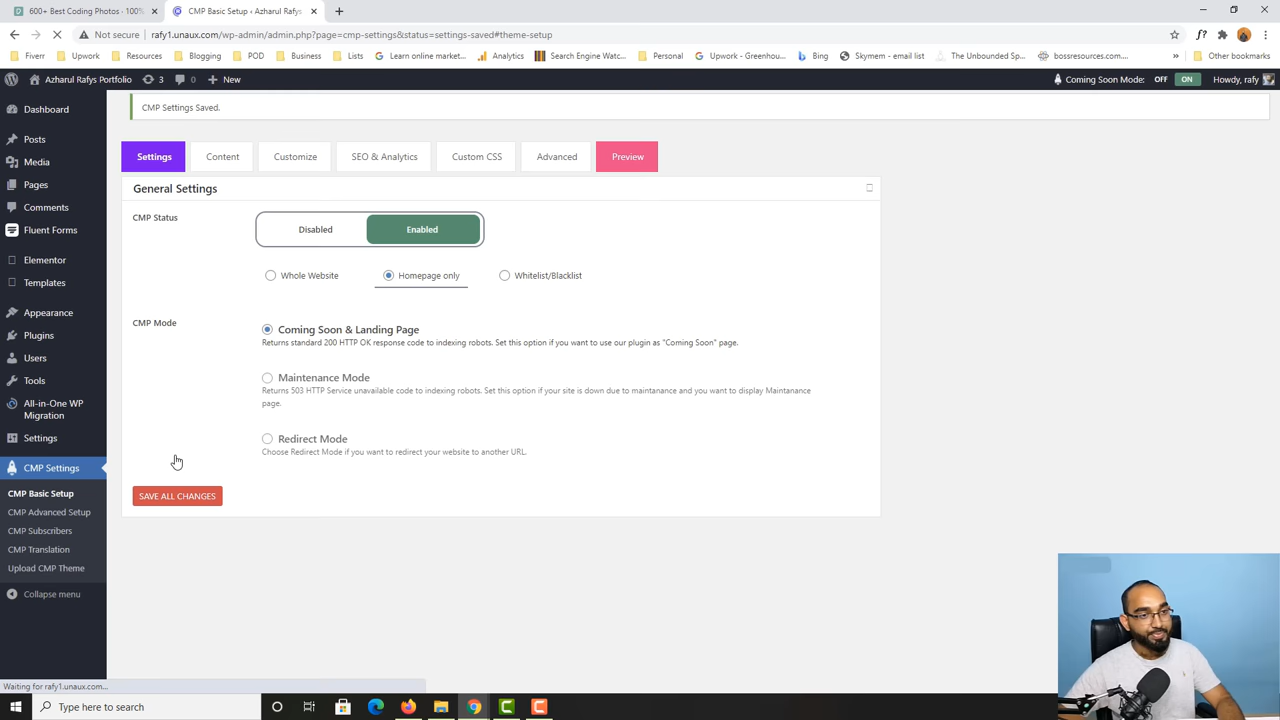 600+ Best Coding Photos · 100%
CMP Basic Setup ‹ Azharul Rafys
Not secure
rafy1.unaux.com/wp-admin/admin.php?page=cmp-settings&status=settings-saved#theme-setup
Fiverr
Upwork
Resources
Blogging
POD
Business
Lists
Learn online market...
Analytics
Search Engine Watc...
Personal
Upwork - Greenhou...
Bing
Skymem - email list
The Unbounded Sp...
bossresources.com...
Other bookmarks
Azharul Rafys Portfolio
3
0
New
Coming Soon Mode:
OFF
ON
Howdy, rafy
Dashboard
Posts
Media
Pages
Comments
Fluent Forms
Elementor
Templates
Appearance
Plugins
Users
Tools
All-in-One WP
Migration
Settings
CMP Settings
CMP Basic Setup
CMP Advanced Setup
CMP Subscribers
CMP Translation
Upload CMP Theme
Collapse menu
CMP Settings Saved.
Settings
Content
Customize
SEO & Analytics
Custom CSS
Advanced
Preview
General Settings
CMP Status
Disabled
Enabled
Whole Website
Homepage only
Whitelist/Blacklist
CMP Mode
Coming Soon & Landing Page
Returns standard 200 HTTP OK response code to indexing robots. Set this option if you want to use our plugin as "Coming Soon" page.
Maintenance Mode
Returns 503 HTTP Service unavailable code to indexing robots. Set this option if your site is down due to maintanance and you want to display Maintanance
page.
Redirect Mode
Choose Redirect Mode if you want to redirect your website to another URL.
SAVE ALL CHANGES
Waiting for rafy1.unaux.com...
Type here to search